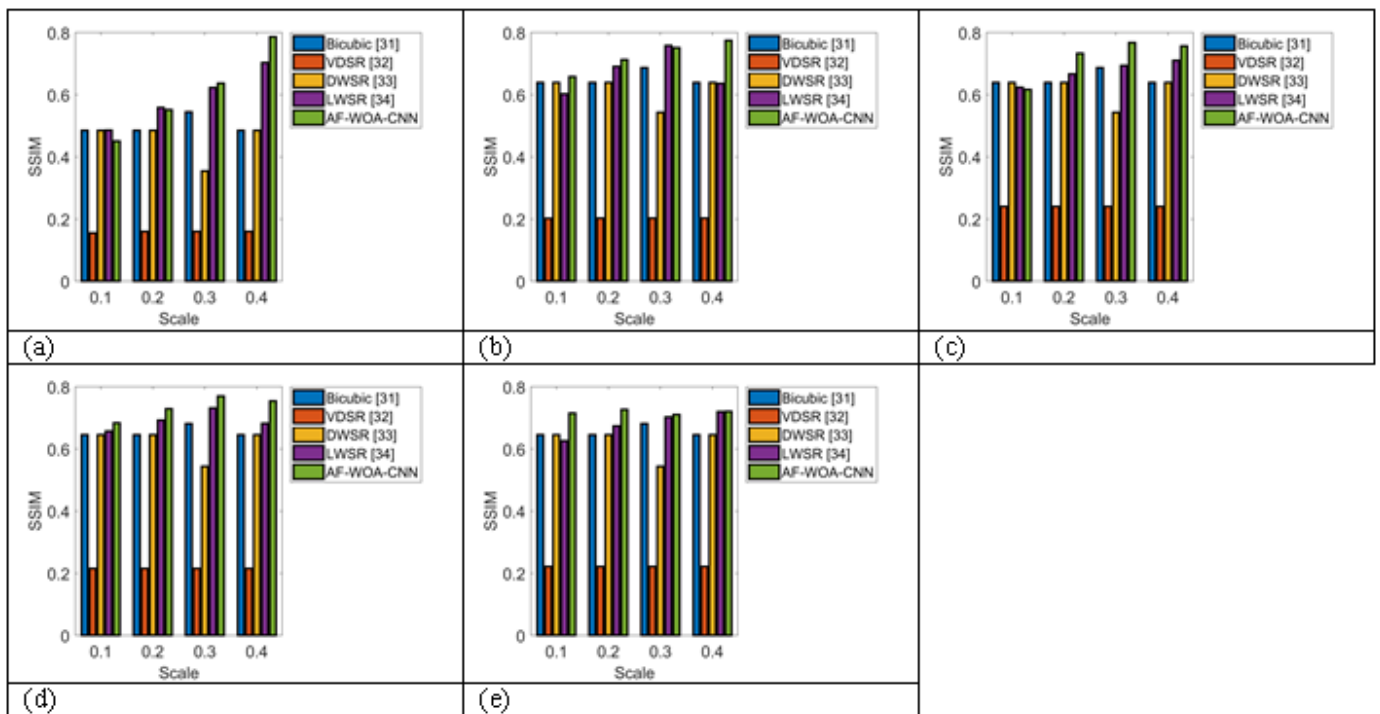 0.8
0.6
0.4
0.2
0
SSIM
0.1 0.2 0.3 0.4
Scale
Bicubic [31]
VDSR [32]
DWSR [33]
LWSR [34]
AF-WOA-CNN
(a)
0.8
0.6
0.4
0.2
0
SSIM
0.1 0.2 0.3 0.4
Scale
Bicubic [31]
VDSR [32]
DWSR [33]
LWSR [34]
AF-WOA-CNN
(b)
0.8
0.6
0.4
0.2
0
SSIM
0.1 0.2 0.3 0.4
Scale
Bicubic [31]
VDSR [32]
DWSR [33]
LWSR [34]
AF-WOA-CNN
(c)
0.8
0.6
0.4
0.2
0
SSIM
0.1 0.2 0.3 0.4
Scale
Bicubic [31]
VDSR [32]
DWSR [33]
LWSR [34]
AF-WOA-CNN
(d)
0.8
0.6
0.4
0.2
0
SSIM
0.1 0.2 0.3 0.4
Scale
Bicubic [31]
VDSR [32]
DWSR [33]
LWSR [34]
AF-WOA-CNN
(e)